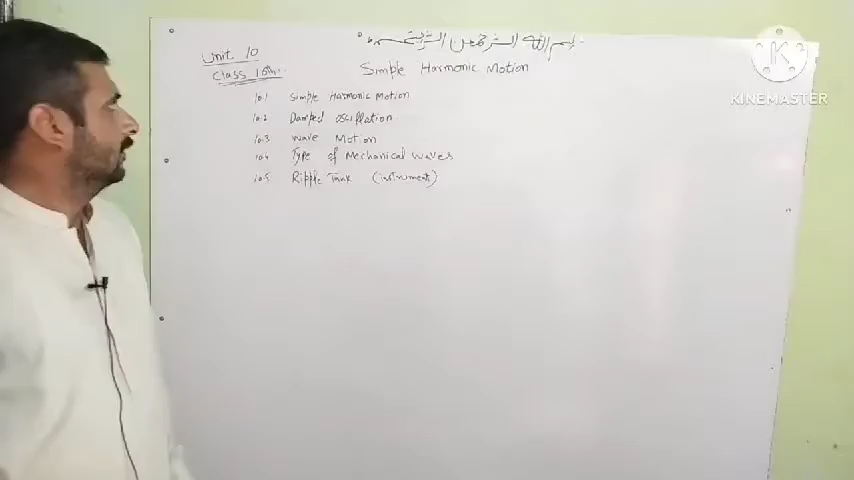 بسم الله الرحمن الرحيم
Unit 10
Class 10th
Simple Harmonic Motion
10.1 Simple Harmonic Motion
10.2 Damped oscillation
10.3 Wave Motion
10.4 Type of Mechanical waves
10.5 Ripple Tank (instrument)
K
KINEMASTER